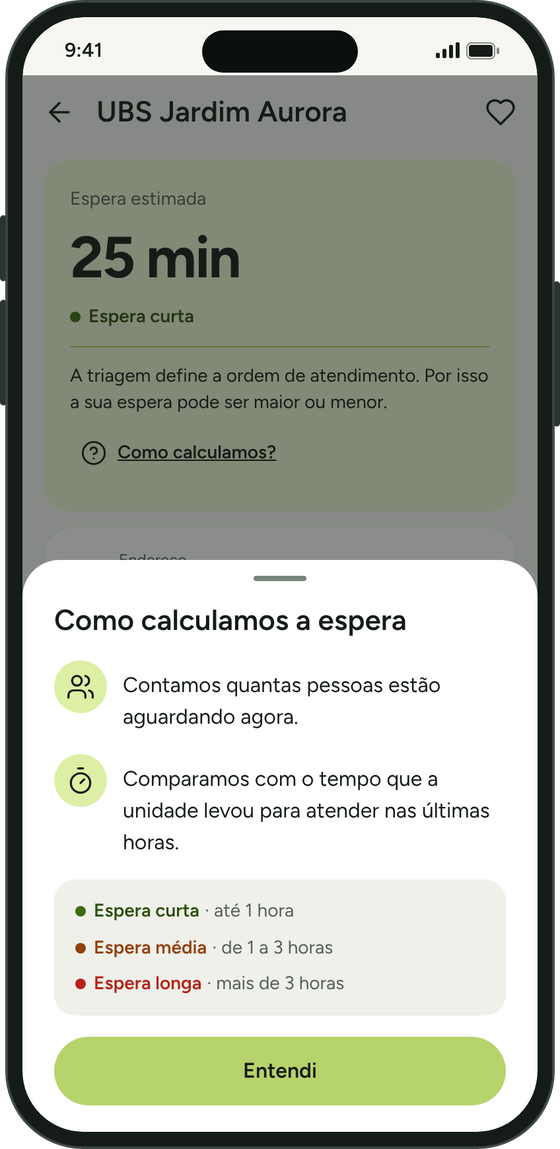 9:41
UBS Jardim Aurora
Espera estimada
25 min
Espera curta
A triagem define a ordem de atendimento. Por isso
a sua espera pode ser maior ou menor.
Como calculamos?
Endereço
Como calculamos a espera
Contamos quantas pessoas estão
aguardando agora.
Comparamos com o tempo que a
unidade levou para atender nas últimas
horas.
Espera curta · até 1 hora
Espera média · de 1 a 3 horas
Espera longa · mais de 3 horas
Entendi